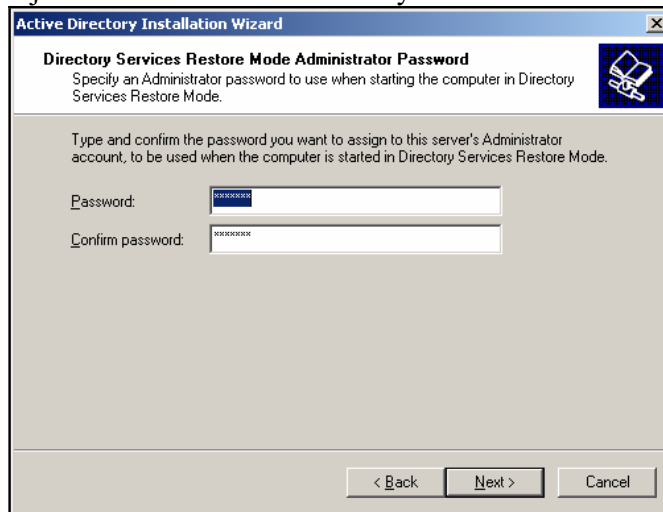 Active Directory Installation Wizard
Directory Services Restore Mode Administrator Password
Specify an Administrator password to use when starting the computer in Directory
Services Restore Mode.
Type and confirm the password you want to assign to this server's Administrator
account, to be used when the computer is started in Directory Services Restore Mode.
Password: *******
Confirm password: *******
< Back Next > Cancel